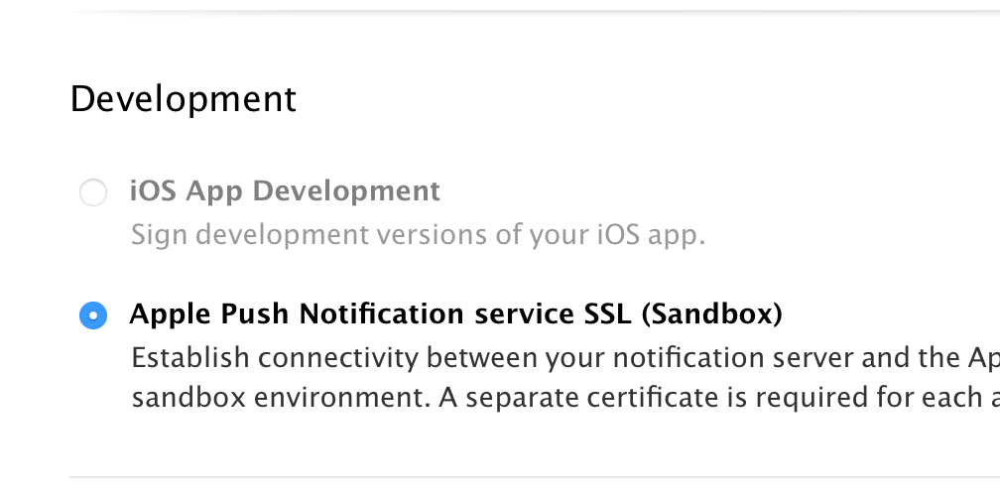 Development
iOS App Development
Sign development versions of your iOS app.
Apple Push Notification service SSL (Sandbox)
Establish connectivity between your notification server and the
sandbox environment. A separate certificate is required for each